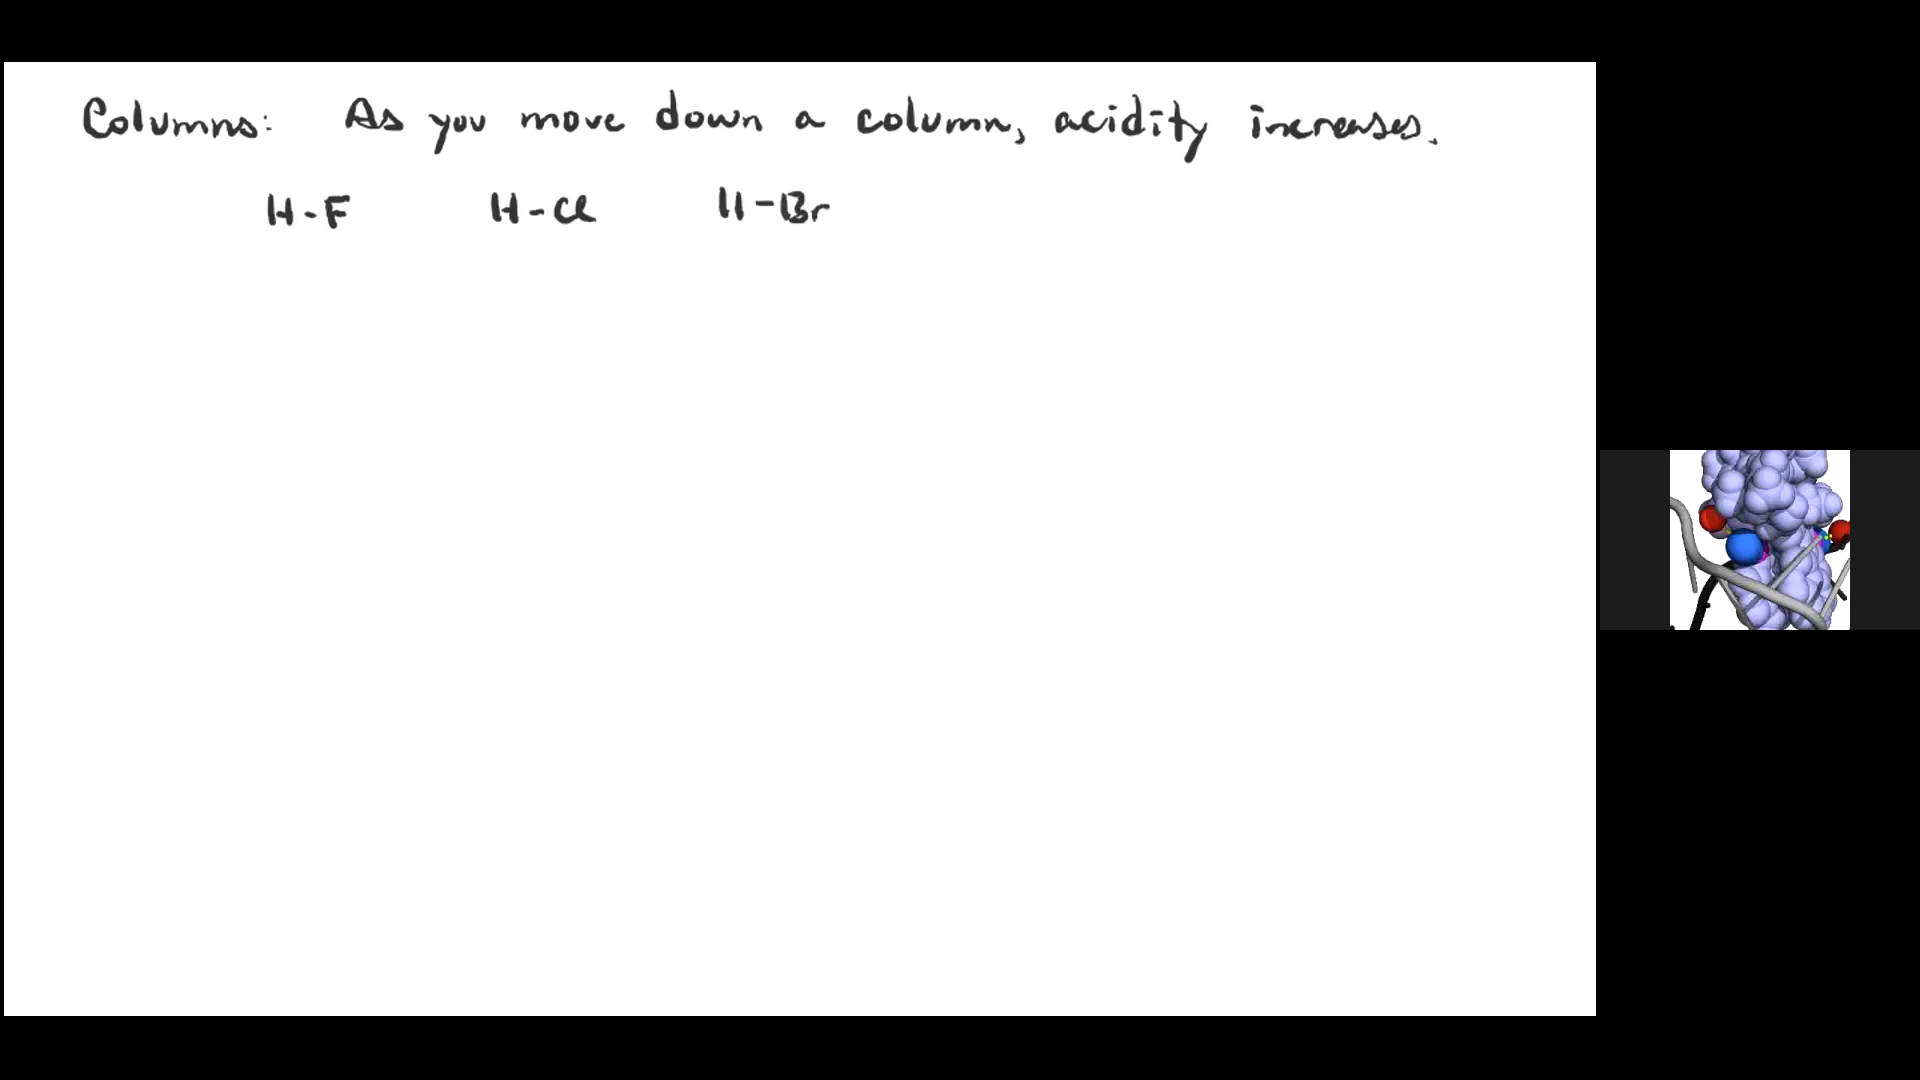 Columns: As you move down a column, acidity increases.
H-F H-Cl H-Br